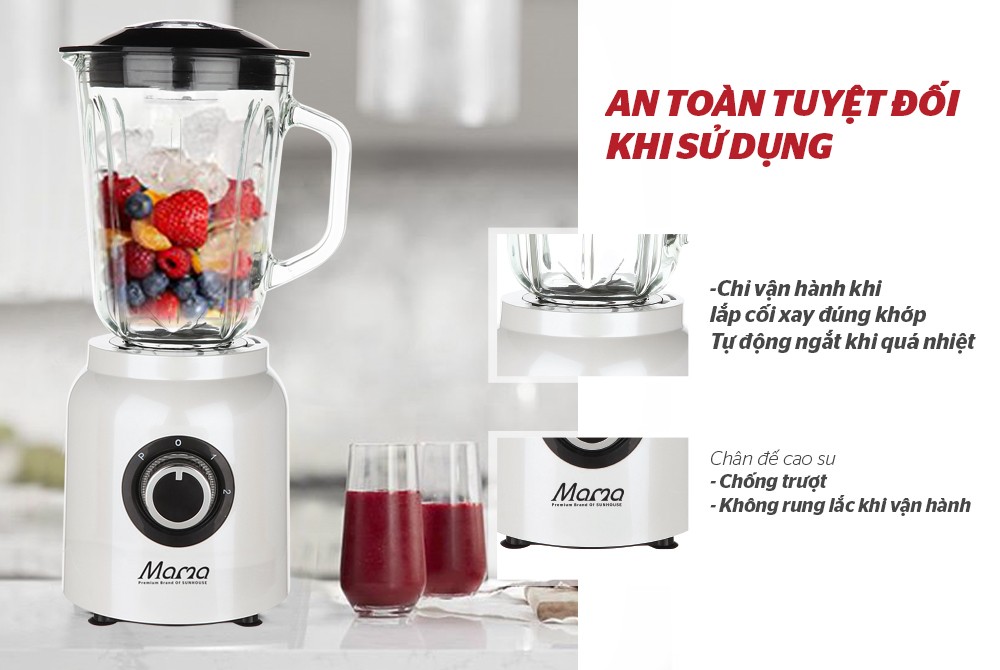 AN TOÀN TUYỆT ĐỐI
KHI SỬ DỤNG
-Chỉ vận hành khi
lắp cối xay đúng khớp
Tự động ngắt khi quá nhiệt
Chân đế cao su
- Chống trượt
- Không rung lắc khi vận hành
P 0 1 2
Mama
Premium Brand Of SUNHOUSE
Mama
Premium Brand Of SUNHOUSE